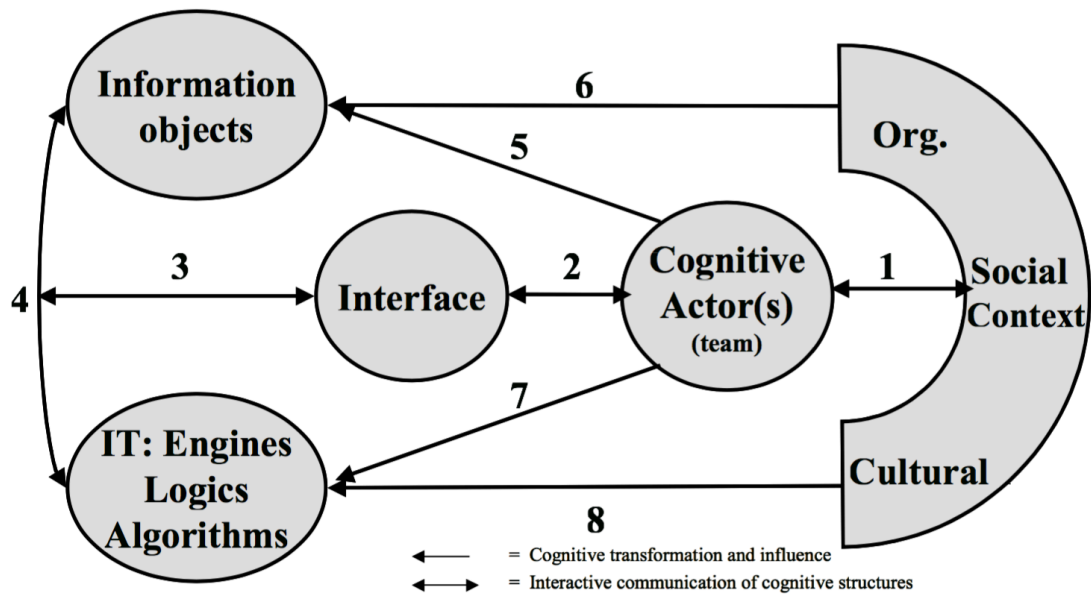 Information
objects
6
Org.
5
4
3
Interface
2
Cognitive
Actor(s)
(team)
1
Social
Context
7
IT: Engines
Logics
Algorithms
Cultural
8
= Cognitive transformation and influence
= Interactive communication of cognitive structures